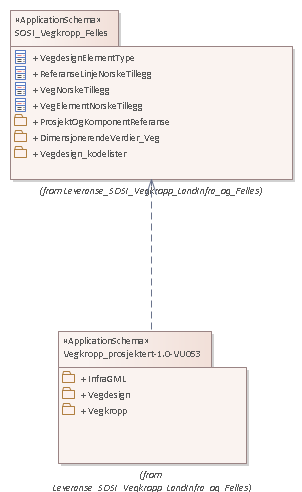 «ApplicationSchema»
SOSI_Vegkropp_Felles
+ VegdesignElementType
+ ReferanseLinjeNorskeTillegg
+ VegNorskeTillegg
+ VegElementNorskeTillegg
+ ProsjektOgKomponentReferanse
+ DimensjonerendeVerdier_Veg
+ Vegdesign_kodelister
(from Leveranse_SOSI_Vegkropp_LandInfra_og_Felles)
«ApplicationSchema»
Vegkropp_prosjektert-1.0-VU053
+ InfraGML
+ Vegdesign
+ Vegkropp
(from
Leveranse_SOSI_Vegkropp_LandInfra_og_Felles)